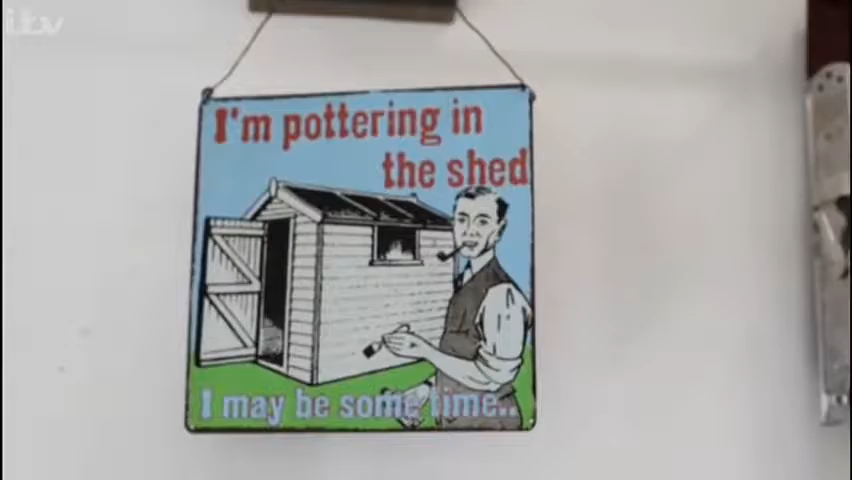 itv
I'm pottering in
the shed
I may be some time..